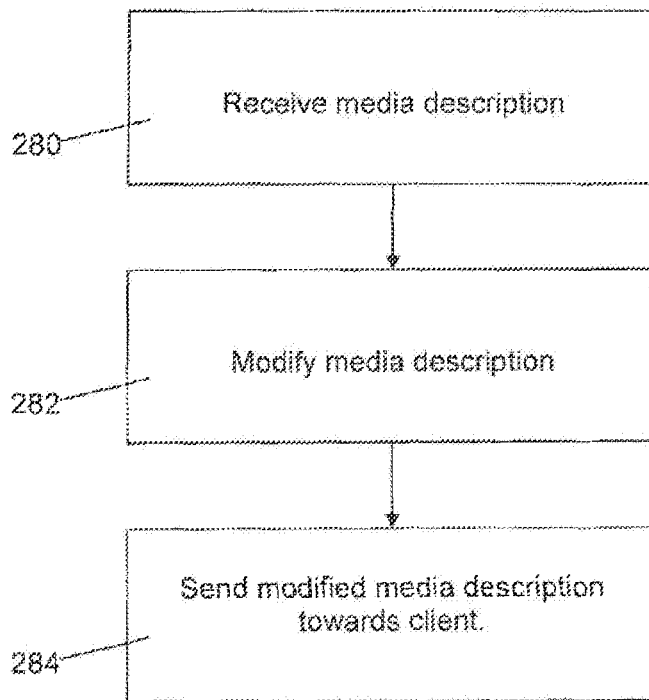 Receive media description
280
Modify media description
282
Send modified media description
towards client.
284